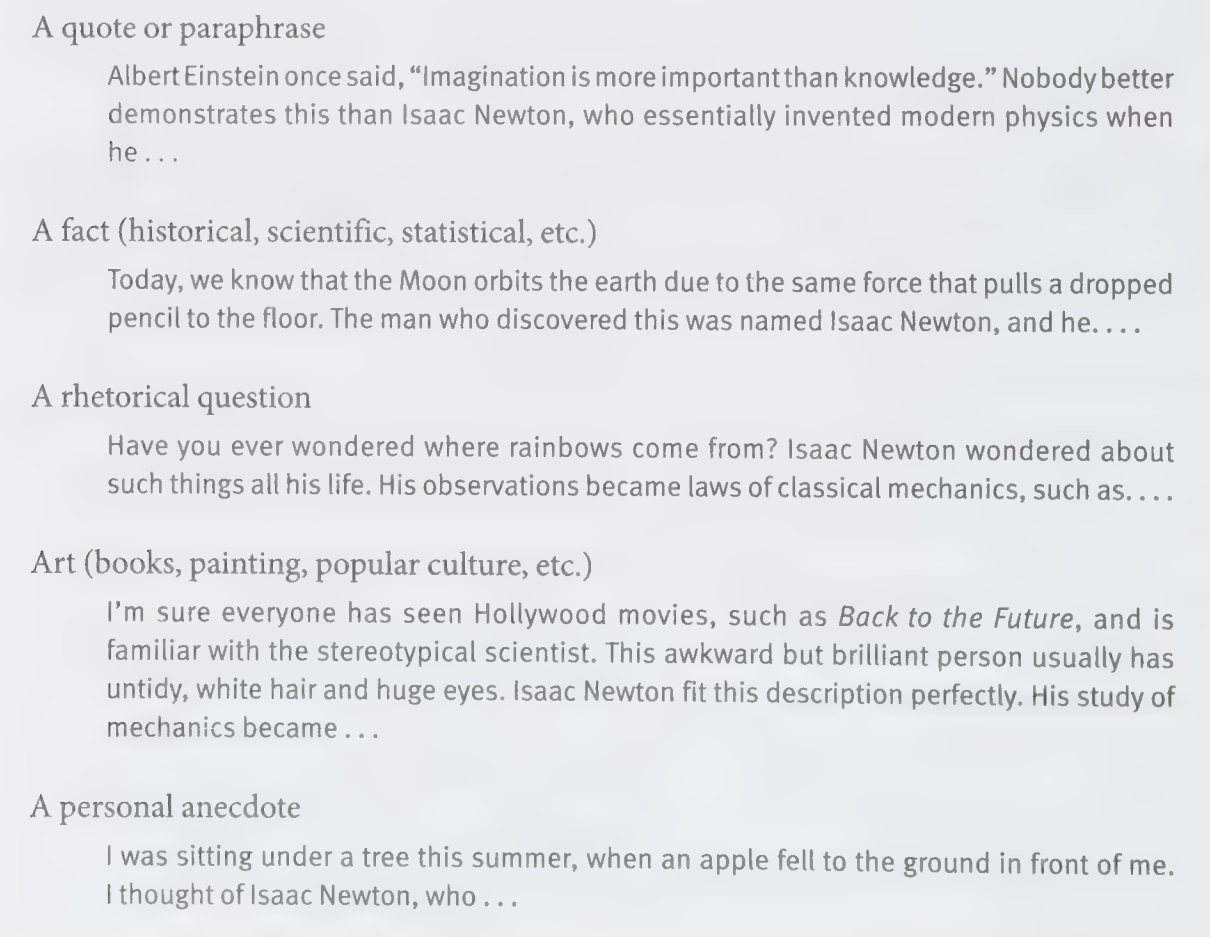 A quote or paraphrase
Albert Einstein once said, “Imagination is more important than knowledge.” Nobody better
demonstrates this than Isaac Newton, who essentially invented modern physics when
he . . .
A fact (historical, scientific, statistical, etc.)
Today, we know that the Moon orbits the earth due to the same force that pulls a dropped
pencil to the floor. The man who discovered this was named Isaac Newton, and he. . . .
A rhetorical question
Have you ever wondered where rainbows come from? Isaac Newton wondered about
such things all his life. His observations became laws of classical mechanics, such as. . . .
Art (books, painting, popular culture, etc.)
I’m sure everyone has seen Hollywood movies, such as Back to the Future, and is
familiar with the stereotypical scientist. This awkward but brilliant person usually has
untidy, white hair and huge eyes. Isaac Newton fit this description perfectly. His study of
mechanics became . . .
A personal anecdote
I was sitting under a tree this summer, when an apple fell to the ground in front of me.
I thought of Isaac Newton, who . . .